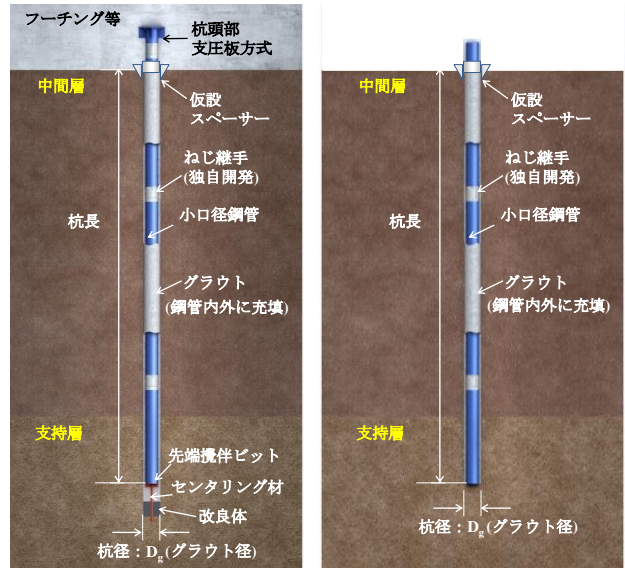 フーチング等
杭頭部
支圧板方式
中間層
仮設
スペーサー
ねじ継手
(独自開発)
杭長
小口径鋼管
グラウト
(鋼管内外に充填)
支持層
先端攪伴ビット
センタリング材
改良体
杭径：Dg(グラウト径)
中間層
仮設
スペーサー
ねじ継手
(独自開発)
杭長
小口径鋼管
グラウト
(鋼管内外に充填)
支持層
杭径：Dg(グラウト径)